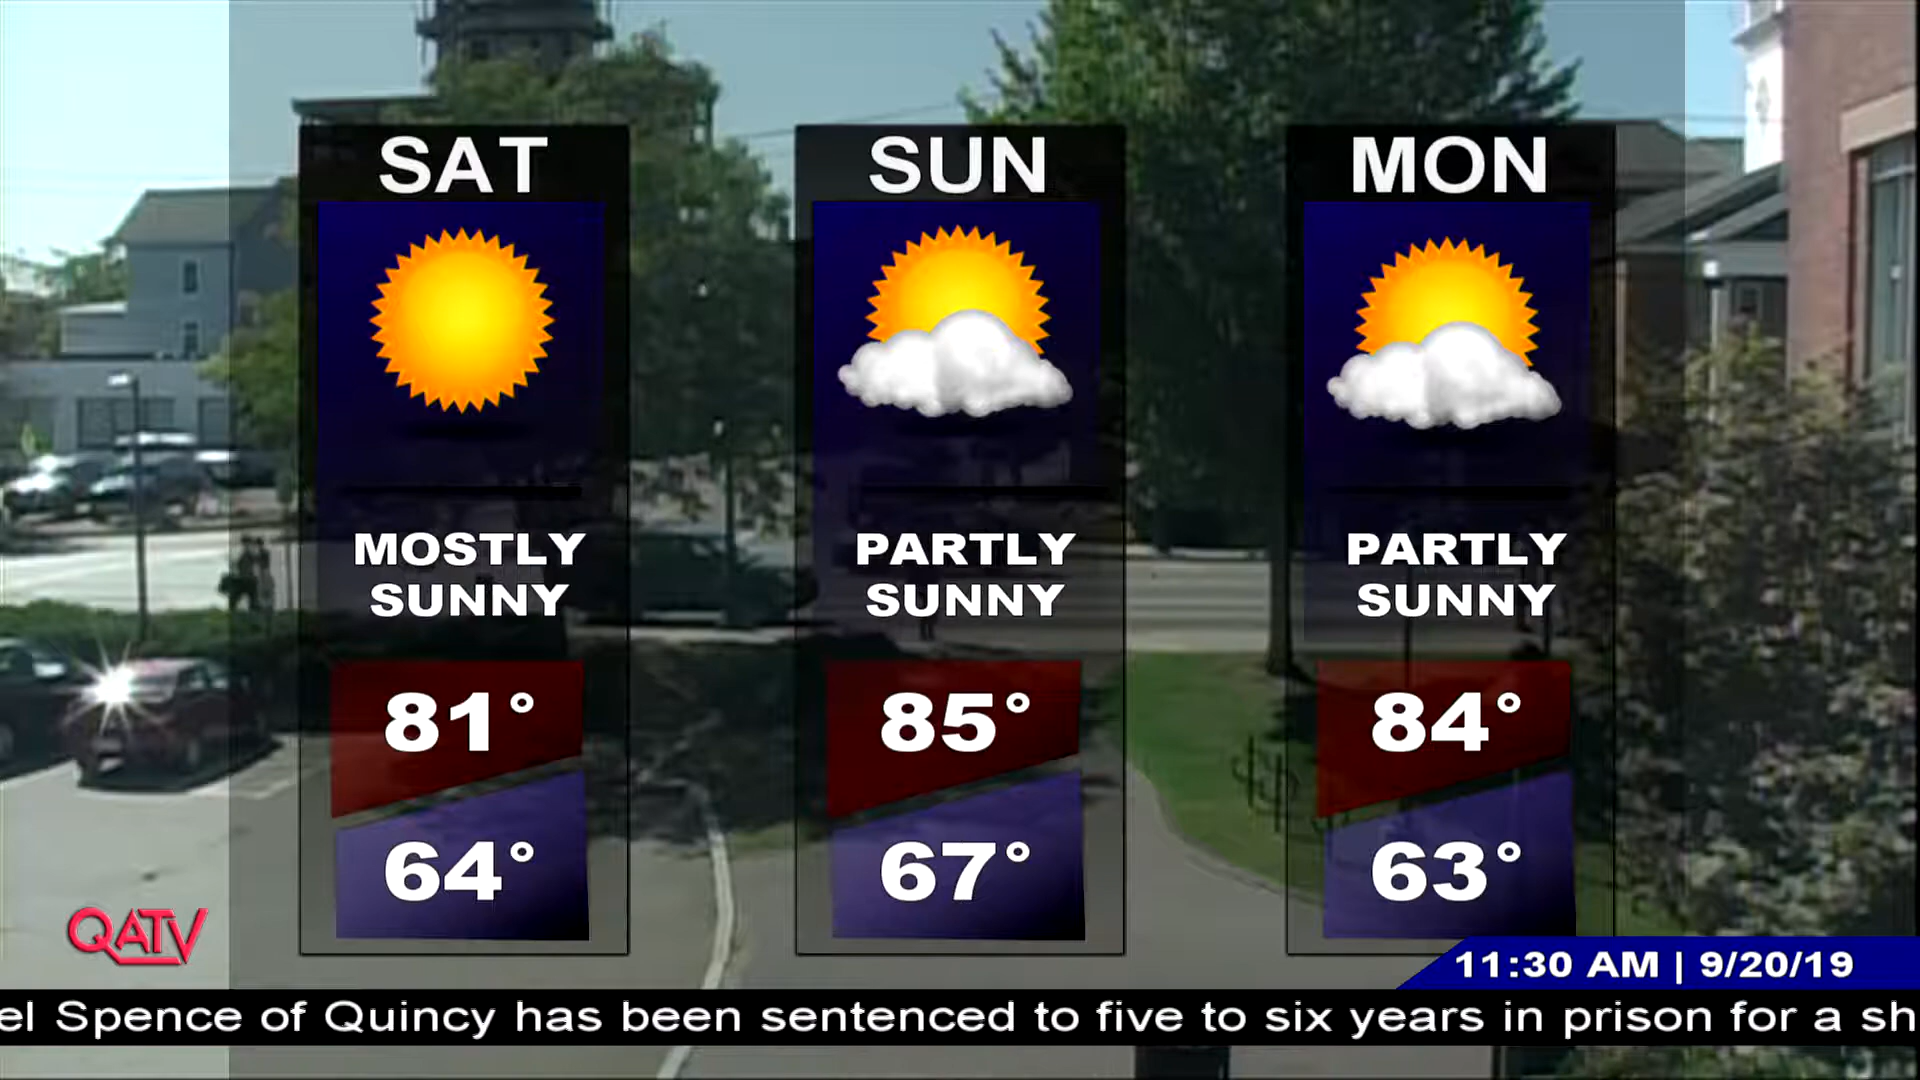 SAT
MOSTLY
SUNNY
81°
64°
SUN
PARTLY
SUNNY
85°
67°
MON
PARTLY
SUNNY
84°
63°
QATV
11:30 AM | 9/20/19
el Spence of Quincy has been sentenced to five to six years in prison for a sh